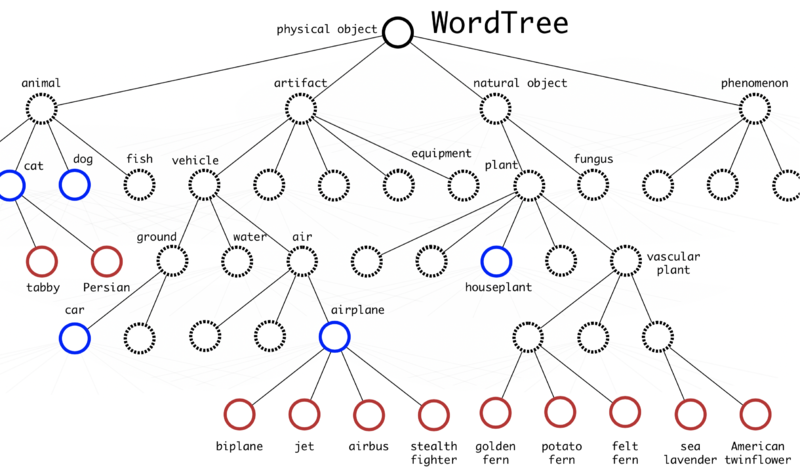 WordTree
physical object
animal
artifact
natural object
phenomenon
cat
dog
fish
vehicle
equipment
plant
fungus
tabby
Persian
ground
water
air
houseplant
vascular
plant
car
airplane
biplane
jet
airbus
stealth
fighter
golden
fern
potato
fern
felt
fern
sea
lavender
American
twinflower